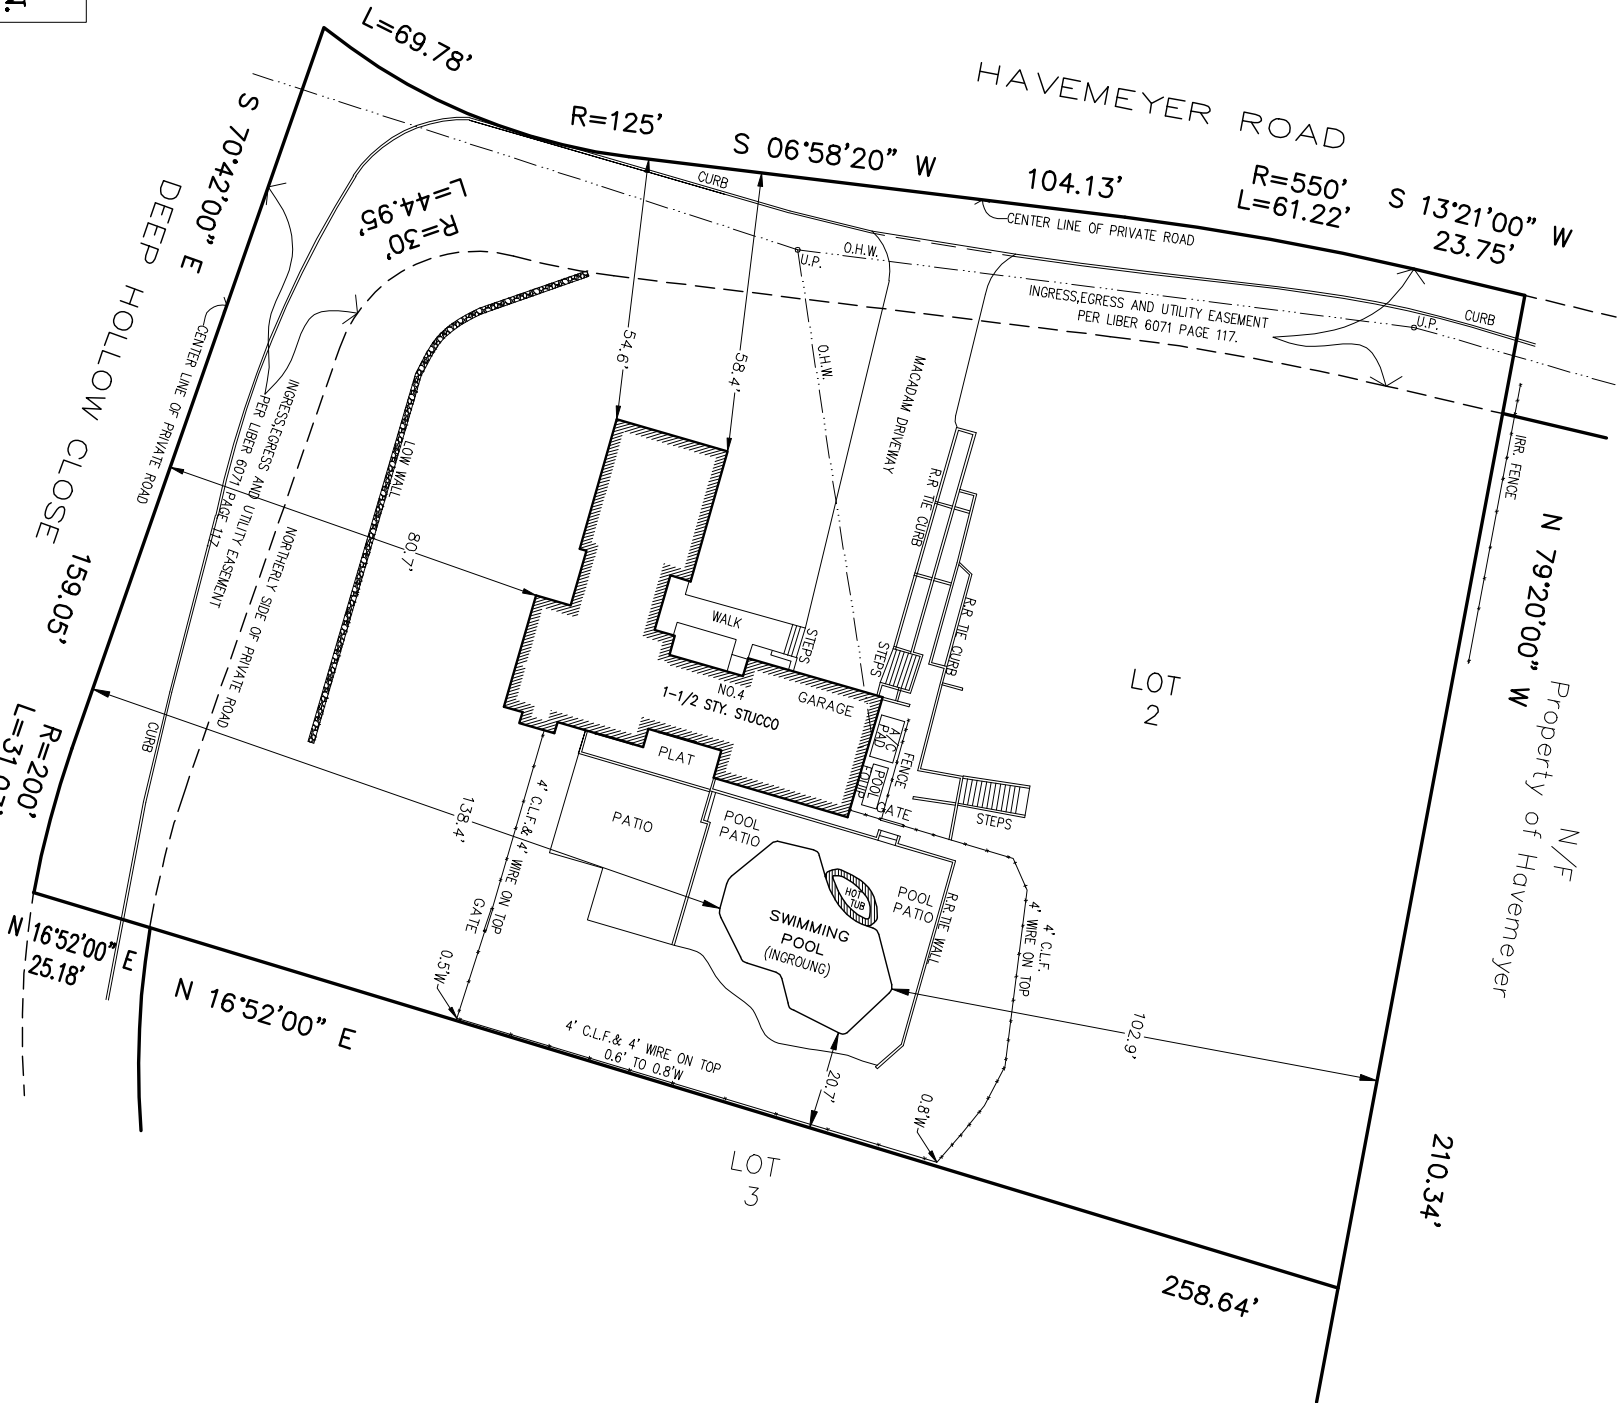 L=69.78'
HAVEMEYER ROAD
R=125'
S 06°58'20" W
104.13'
R=550'
L=61.22'
S 13°21'00" W
23.75'
CURB
CENTER LINE OF PRIVATE ROAD
S 70°42'00" E
DEEP HOLLOW CLOSE
159.05'
CENTER LINE OF PRIVATE ROAD
L=44.95'
R=30'
U.P.
O.H.W.
O.H.W.
INGRESS,EGRESS AND UTILITY EASEMENT
PER LIBER 6071 PAGE 117.
U.P.
CURB
IRR. FENCE
54.6'
58.4'
MACADAM DRIVEWAY
INGRESS,EGRESS AND UTILITY EASEMENT
PER LIBER 6071 PAGE 117
NORTHERLY SIDE OF PRIVATE ROAD
LOW WALL
80.7'
R.R. TIE CURB
R.R. TIE CURB
N 79°20'00" W
N/F
Property of Havemeyer
210.34'
WALK
STEPS
STEPS
NO.4
1-1/2 STY. STUCCO
GARAGE
LOT
2
A/C
PAD
FENCE
POOL
EQUIP
GATE
STEPS
PLAT
PATIO
POOL
PATIO
CURB
R=200'
138.4'
4' C.L.F.& 4' WIRE ON TOP
GATE
HOT
TUB
POOL
PATIO
SWIMMING
POOL
(INGROUNG)
R.R. TIE WALL
4' C.L.F.
4' WIRE ON TOP
N 16°52'00" E
25.18'
N 16°52'00" E
0.5'W
4' C.L.F.& 4' WIRE ON TOP
0.6' TO 0.8'W
20.7'
0.8'W
102.9'
LOT
3
258.64'